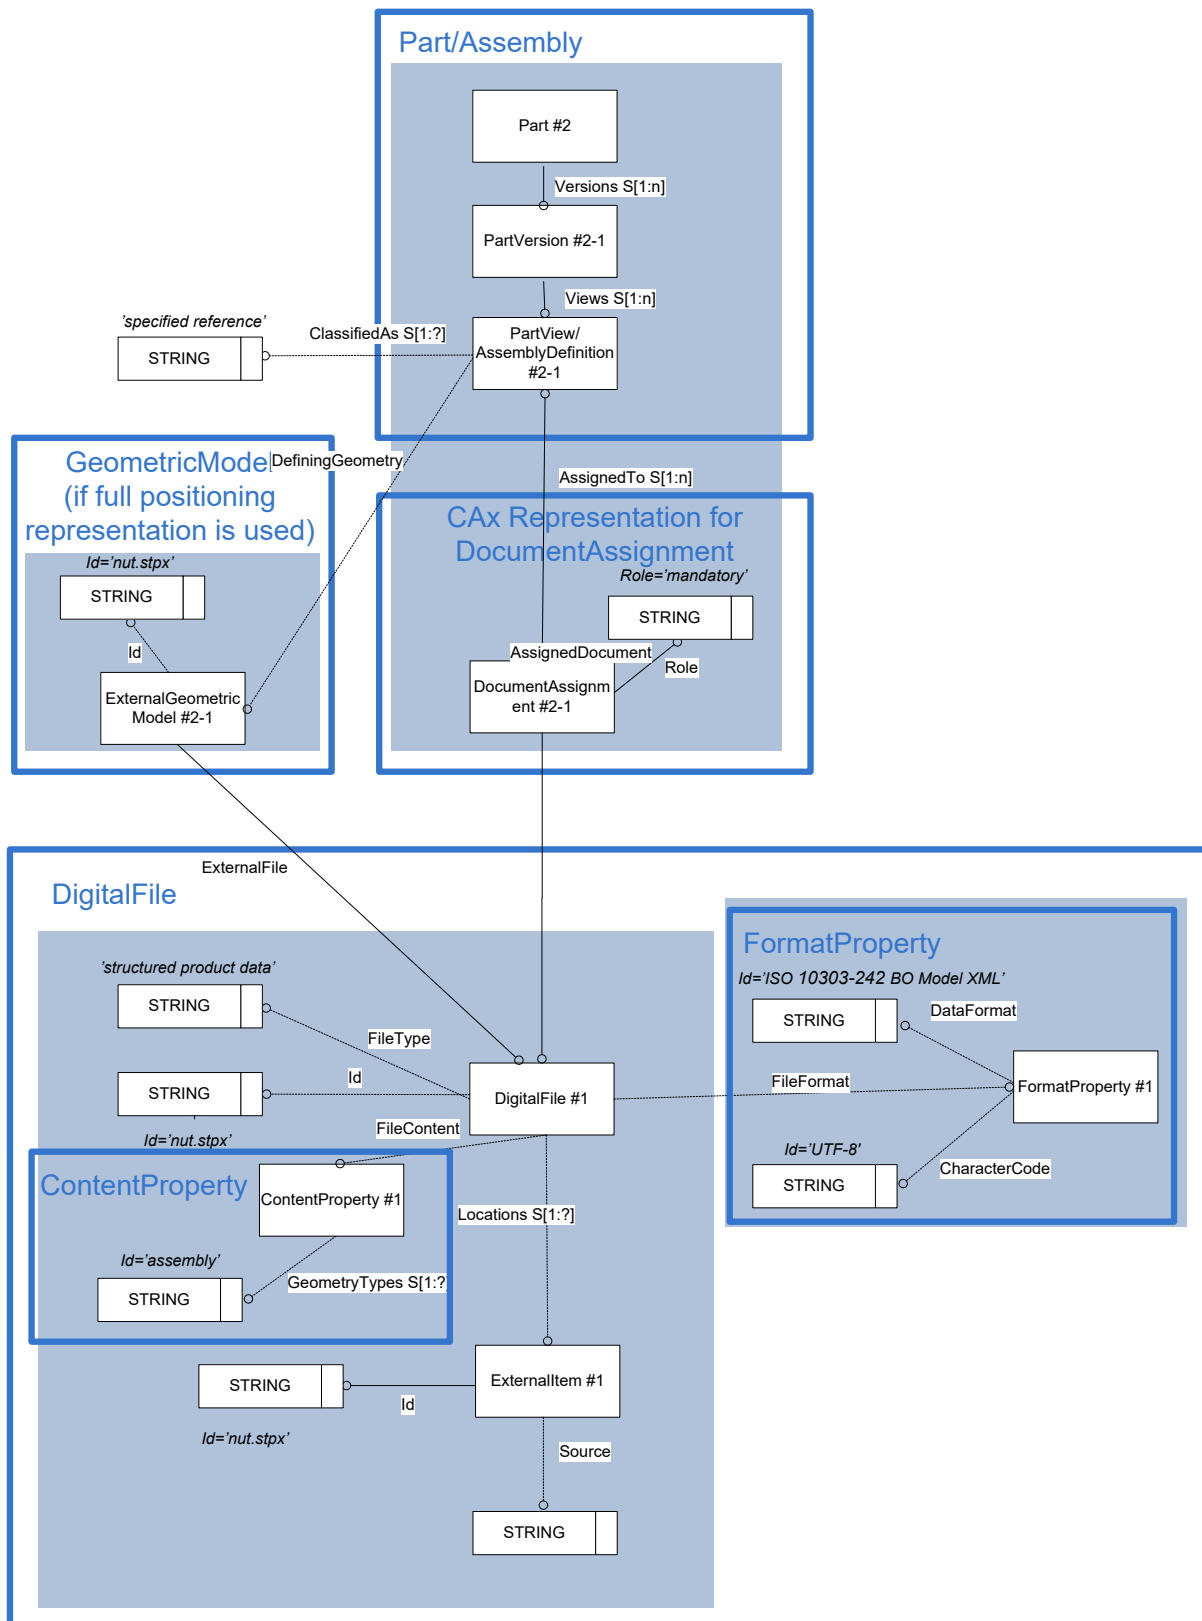 Part/Assembly
Part #2
Versions S[1:n]
PartVersion #2-1
Views S[1:n]
'specified reference'
STRING
ClassifiedAs S[1:?]
PartView/
AssemblyDefinition
#2-1
GeometricModel
(if full positioning
representation is used)
DefiningGeometry
AssignedTo S[1:n]
CAx Representation for
DocumentAssignment
Id='nut.stpx'
STRING
Id
ExternalGeometric
Model #2-1
Role='mandatory'
STRING
AssignedDocument
Role
DocumentAssignm
ent #2-1
ExternalFile
DigitalFile
'structured product data'
STRING
FileType
Id
STRING
Id='nut.stpx'
DigitalFile #1
FileContent
FormatProperty
Id='ISO 10303-242 BO Model XML'
STRING
DataFormat
FileFormat
FormatProperty #1
Id='UTF-8'
STRING
CharacterCode
ContentProperty
ContentProperty #1
Locations S[1:?]
Id='assembly'
STRING
GeometryTypes S[1:?]
STRING
Id
ExternalItem #1
Id='nut.stpx'
Source
STRING